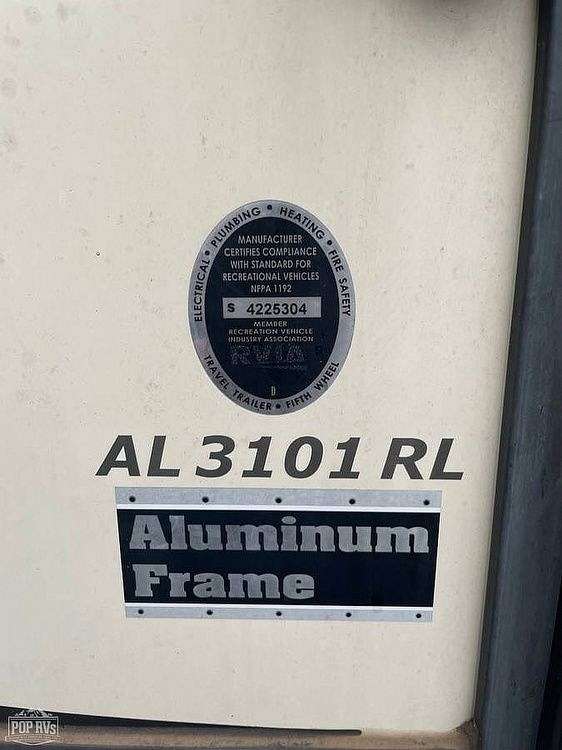 ELECTRICAL • PLUMBING • HEATING • FIRE SAFETY
MANUFACTURER
CERTIFIES COMPLIANCE
WITH STANDARD FOR
RECREATIONAL VEHICLES
NFPA 1192
S 4225304
MEMBER
RECREATION VEHICLE
INDUSTRY ASSOCIATION
RVIA
D
TRAVEL TRAILER • FIFTH WHEEL
AL 3101 RL
Aluminum
Frame
POP RVs